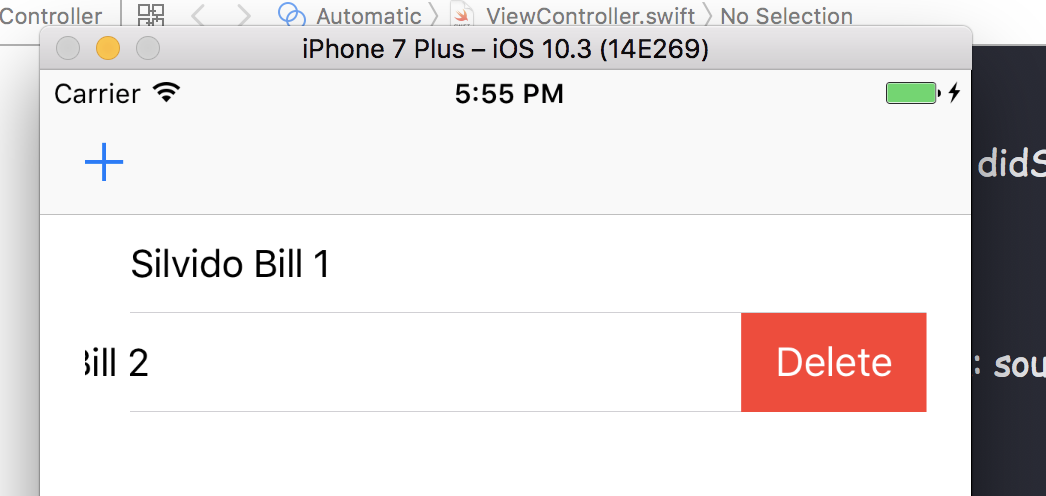 Controller Automatic ViewController.swift No Selection
iPhone 7 Plus – iOS 10.3 (14E269)
Carrier 5:55 PM
didS
Silvido Bill 1
Bill 2 Delete
: sou